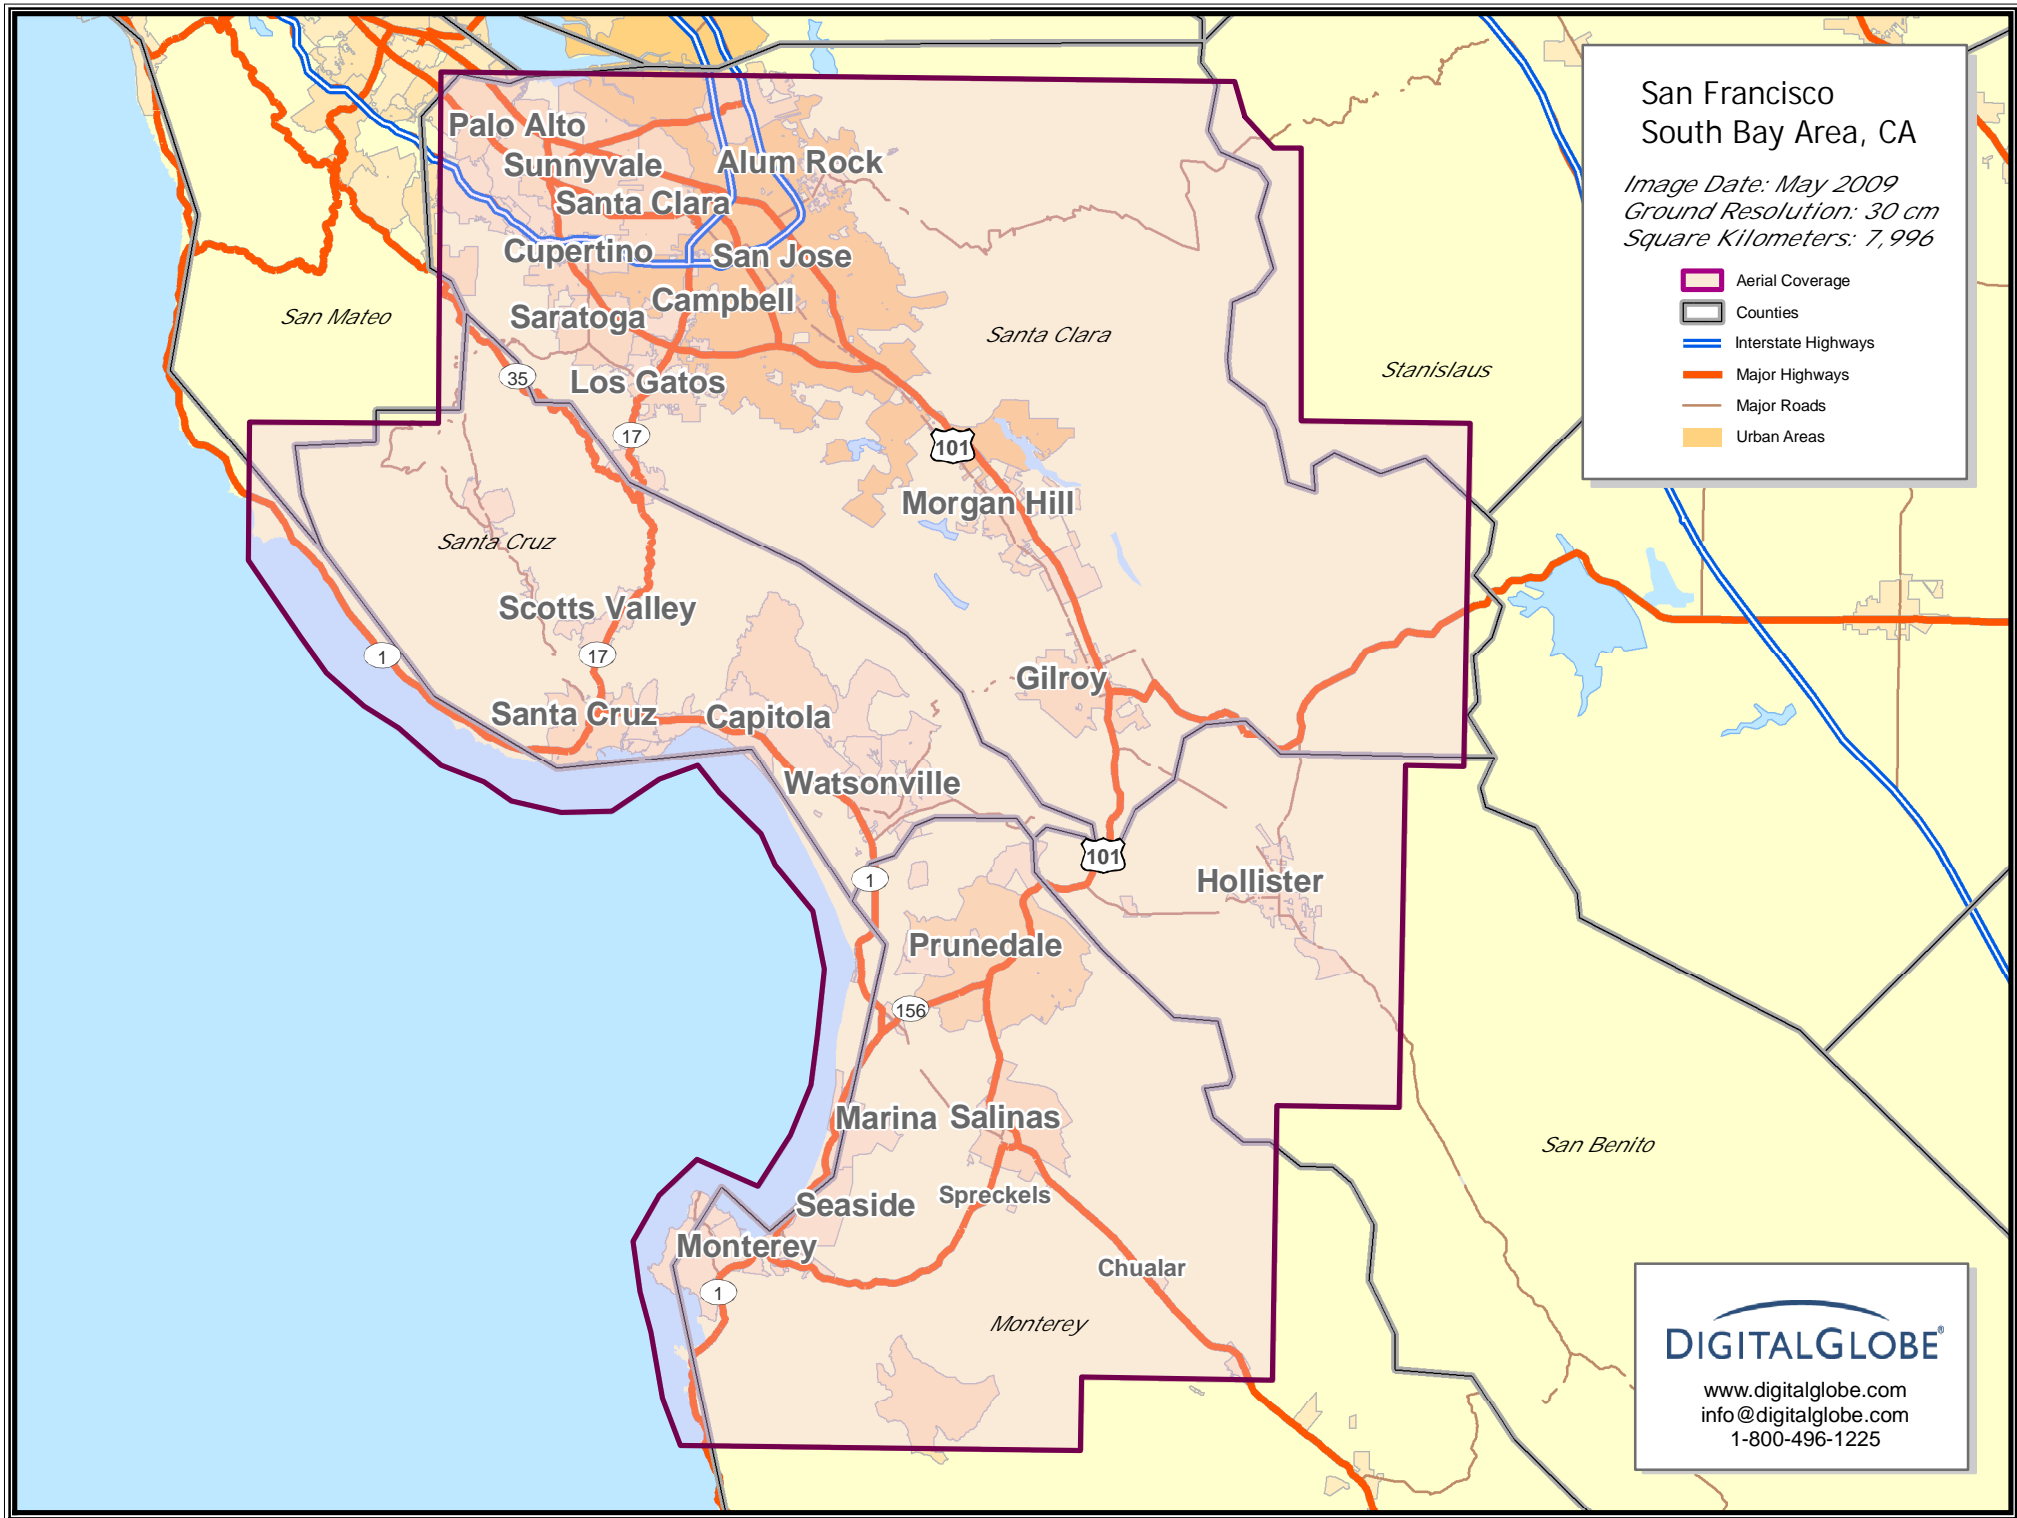 San Francisco
South Bay Area, CA
Image Date: May 2009
Ground Resolution: 30 cm
Square Kilometers: 7,996
Aerial Coverage
Counties
Interstate Highways
Major Highways
Major Roads
Urban Areas
Palo Alto
Sunnyvale
Alum Rock
Santa Clara
Cupertino
San Jose
Campbell
Saratoga
San Mateo
Santa Clara
Stanislaus
35
Los Gatos
17
101
Morgan Hill
Santa Cruz
Scotts Valley
1
17
Gilroy
Santa Cruz
Capitola
Watsonville
101
1
Hollister
Prunedale
156
Marina
Salinas
San Benito
Spreckels
Seaside
Monterey
Chualar
1
Monterey
DIGITALGLOBE®
www.digitalglobe.com
info@digitalglobe.com
1-800-496-1225